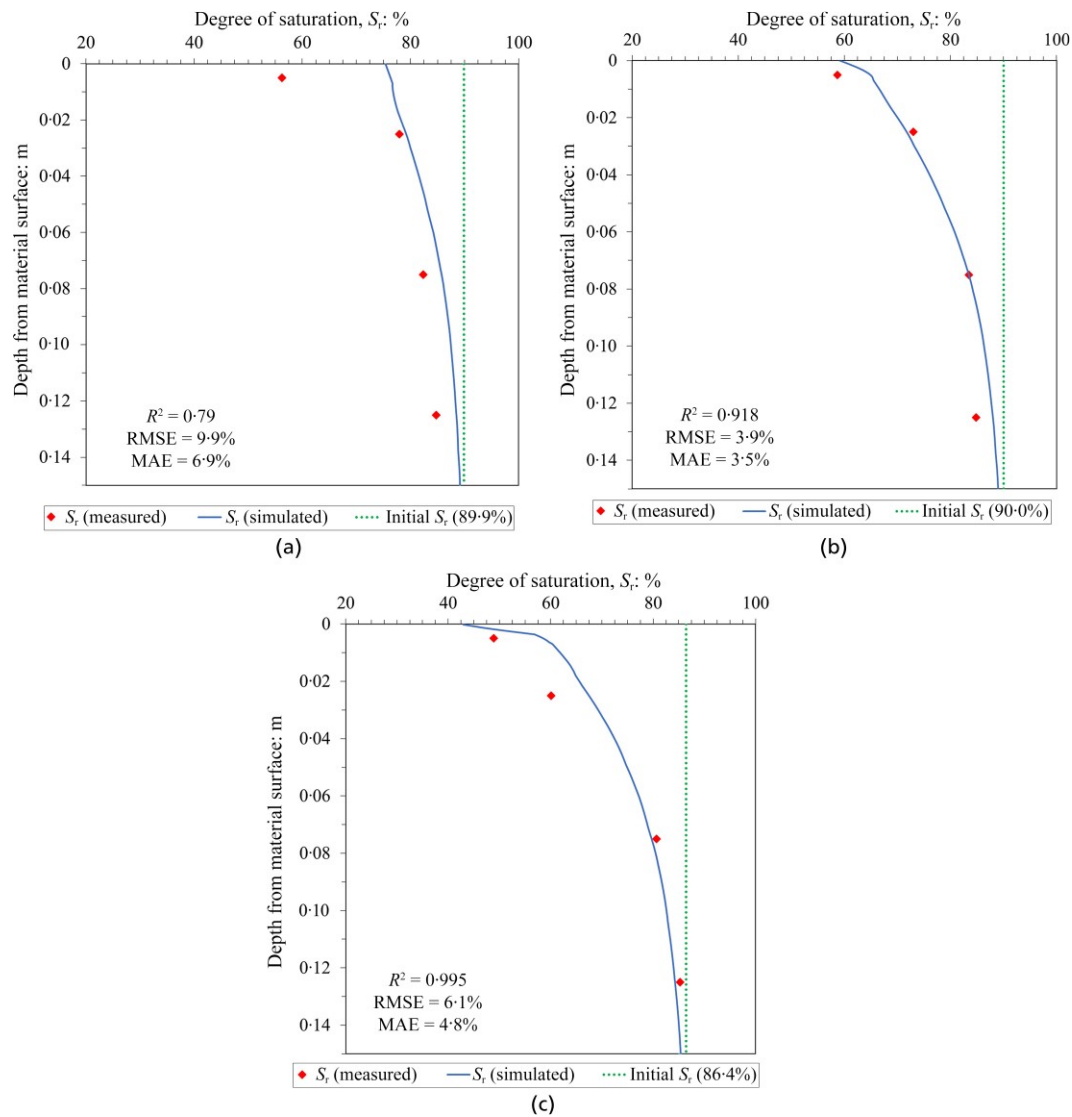 Degree of saturation, Sr: %
20 40 60 80 100
0
0·02
0·04
0·06
0·08
0·10
0·12
0·14
Depth from material surface: m
R² = 0·79
RMSE = 9·9%
MAE = 6·9%
Sr (measured) Sr (simulated) Initial Sr (89·9%)
(a)
Degree of saturation, Sr: %
20 40 60 80 100
0
0·02
0·04
0·06
0·08
0·10
0·12
0·14
Depth from material surface: m
R² = 0·918
RMSE = 3·9%
MAE = 3·5%
Sr (measured) Sr (simulated) Initial Sr (90·0%)
(b)
Degree of saturation, Sr: %
20 40 60 80 100
0
0·02
0·04
0·06
0·08
0·10
0·12
0·14
Depth from material surface: m
R² = 0·995
RMSE = 6·1%
MAE = 4·8%
Sr (measured) Sr (simulated) Initial Sr (86·4%)
(c)